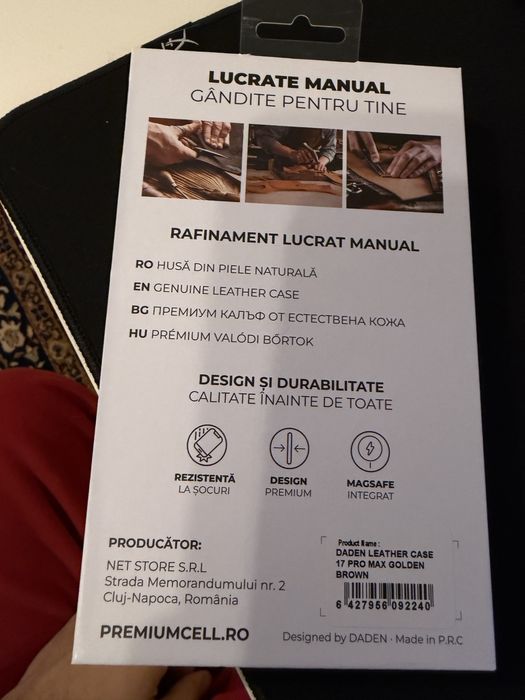 LUCRATE MANUAL
GÂNDITE PENTRU TINE
RAFINAMENT LUCRAT MANUAL
RO HUSĂ DIN PIELE NATURALĂ
EN GENUINE LEATHER CASE
BG ПРЕМИУМ КАЛЪФ ОТ ЕСТЕСТВЕНА КОЖА
HU PRÉMIUM VALÓDI BŐRTOK
DESIGN ȘI DURABILITATE
CALITATE ÎNAINTE DE TOATE
REZISTENTĂ
LA ȘOCURI
DESIGN
PREMIUM
MAGSAFE
INTEGRAT
PRODUCĂTOR:
NET STORE S.R.L
Strada Memorandumului nr. 2
Cluj-Napoca, România
PREMIUMCELL.RO
Product Name :
DADEN LEATHER CASE
17 PRO MAX GOLDEN
BROWN
6 427956 092240
Designed by DADEN · Made in P.R.C